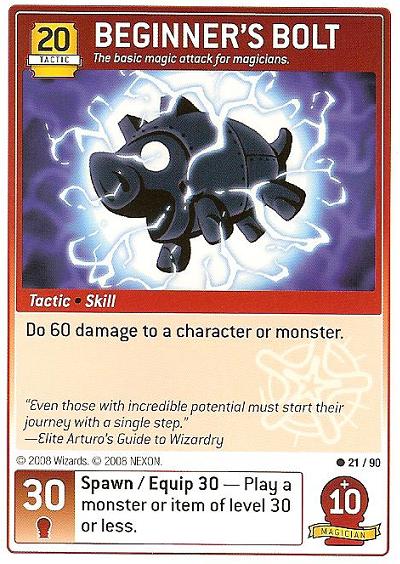 20
TACTIC
BEGINNER'S BOLT
The basic magic attack for magicians.
Tactic • Skill
Do 60 damage to a character or monster.
"Even those with incredible potential must start their
journey with a single step."
—Elite Arturo's Guide to Wizardry
© 2008 Wizards. © 2008 NEXON.
● 21 / 90
30
Spawn / Equip 30 — Play a
monster or item of level 30
or less.
+
10
MAGICIAN